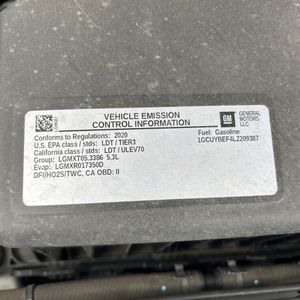 VEHICLE EMISSION
CONTROL INFORMATION
GM
GENERAL
MOTORS
LLC
Conforms to Regulations: 2020
U.S. EPA class / stds: LDT / TIER3
California class / stds: LDT / ULEV70
Group: LGMXT05.3386 5.3L
Evap: LGMXR0173500
DFI/HO2S/TWC, CA OBD: II
Fuel: Gasoline
1GCUYBEF4LZ209387